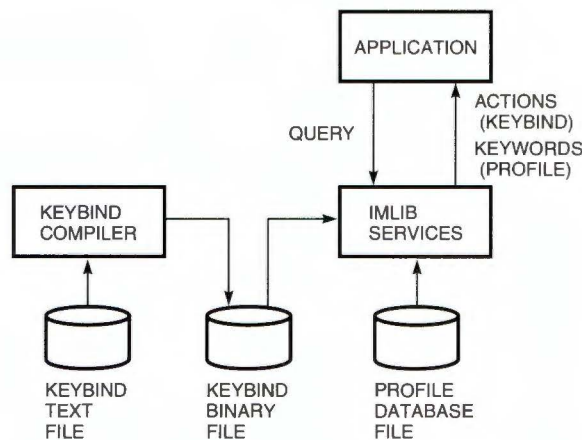 APPLICATION
QUERY
ACTIONS
(KEYBIND)
KEYWORDS
(PROFILE)
KEYBIND
COMPILER
IMLIB
SERVICES
KEYBIND
TEXT
FILE
KEYBIND
BINARY
FILE
PROFILE
DATABASE
FILE